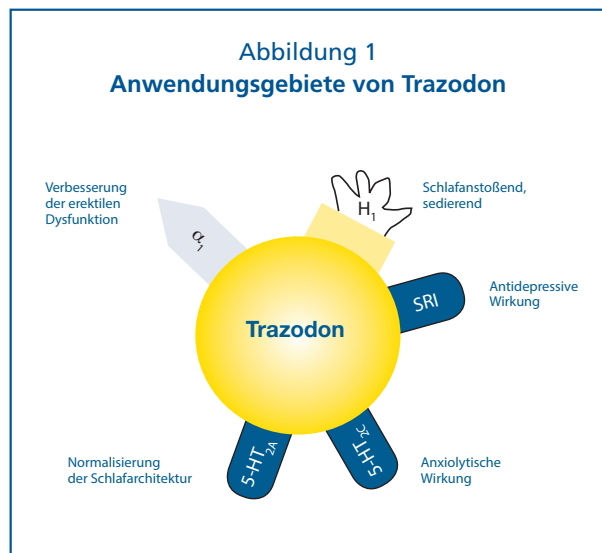 Abbildung 1
Anwendungsgebiete von Trazodon
Verbesserung
der erektilen
Dysfunktion
α1
H1
Schlafanstoßend,
sedierend
SRI
Antidepressive
Wirkung
Trazodon
5-HT2A
Normalisierung
der Schlafarchitektur
5-HT2C
Anxiolytische
Wirkung